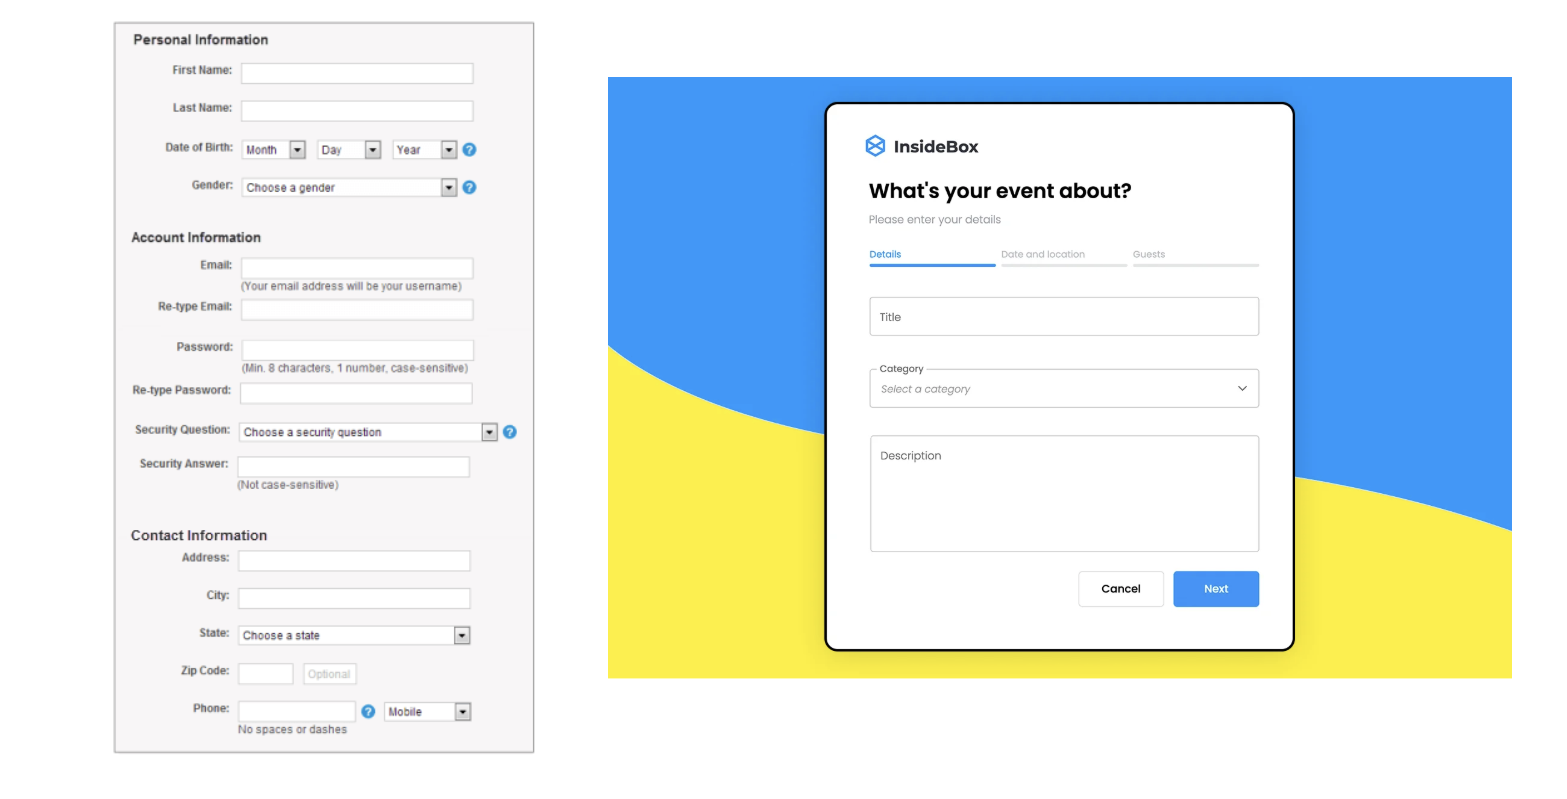 Personal Information
First Name:
Last Name:
Date of Birth: Month Day Year ?
Gender: Choose a gender ?
Account Information
Email:
(Your email address will be your username)
Re-type Email:
Password:
(Min. 8 characters, 1 number, case-sensitive)
Re-type Password:
Security Question: Choose a security question ?
Security Answer:
(Not case-sensitive)
Contact Information
Address:
City:
State: Choose a state
Zip Code: Optional
Phone: ? Mobile
No spaces or dashes
InsideBox
What's your event about?
Please enter your details
Details Date and location Guests
Title
Category
Select a category
Description
Cancel Next